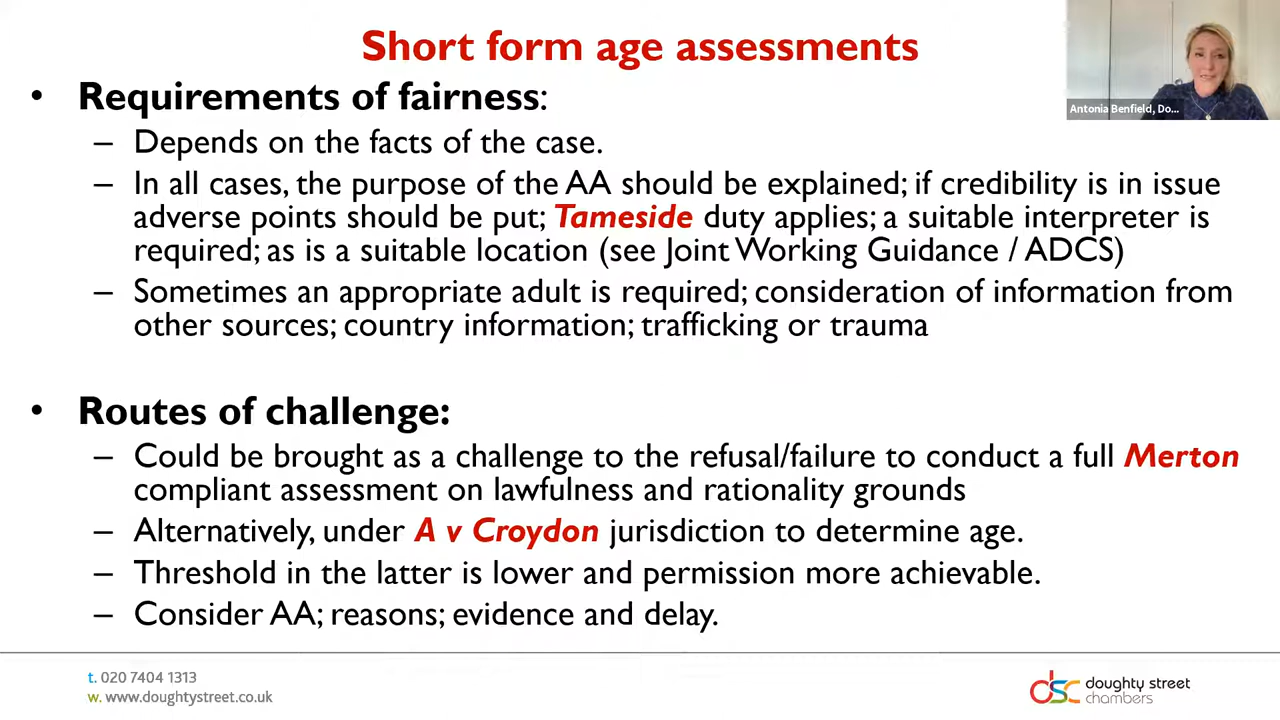 Short form age assessments
Antonia Benfield, Do...
• Requirements of fairness:
– Depends on the facts of the case.
– In all cases, the purpose of the AA should be explained; if credibility is in issue
adverse points should be put; Tameside duty applies; a suitable interpreter is
required; as is a suitable location (see Joint Working Guidance / ADCS)
– Sometimes an appropriate adult is required; consideration of information from
other sources; country information; trafficking or trauma
• Routes of challenge:
– Could be brought as a challenge to the refusal/failure to conduct a full Merton
compliant assessment on lawfulness and rationality grounds
– Alternatively, under A v Croydon jurisdiction to determine age.
– Threshold in the latter is lower and permission more achievable.
– Consider AA; reasons; evidence and delay.
t. 020 7404 1313
w. www.doughtystreet.co.uk
dsc doughty street
chambers